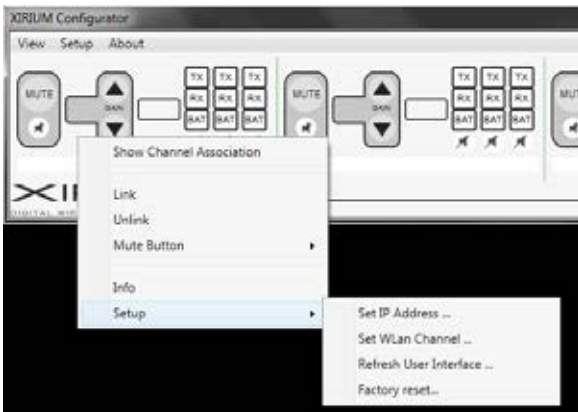 XIRIUM Configurator
View Setup About
MUTE GAIN TX TX TX MUTE GAIN TX TX TX MUTE
RX RX RX RX RX RX
BAT BAT BAT BAT BAT BAT
Show Channel Association
XI
Link
Unlink
Mute Button
Info
Setup
Set IP Address ...
Set WLan Channel ...
Refresh User Interface ...
Factory reset...